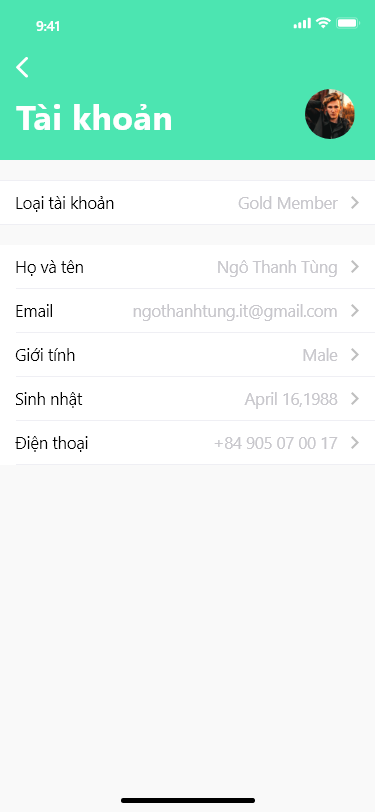 9:41
Tài khoản
Loại tài khoản Gold Member
Họ và tên Ngô Thanh Tùng
Email ngothanhtung.it@gmail.com
Giới tính Male
Sinh nhật April 16,1988
Điện thoại +84 905 07 00 17